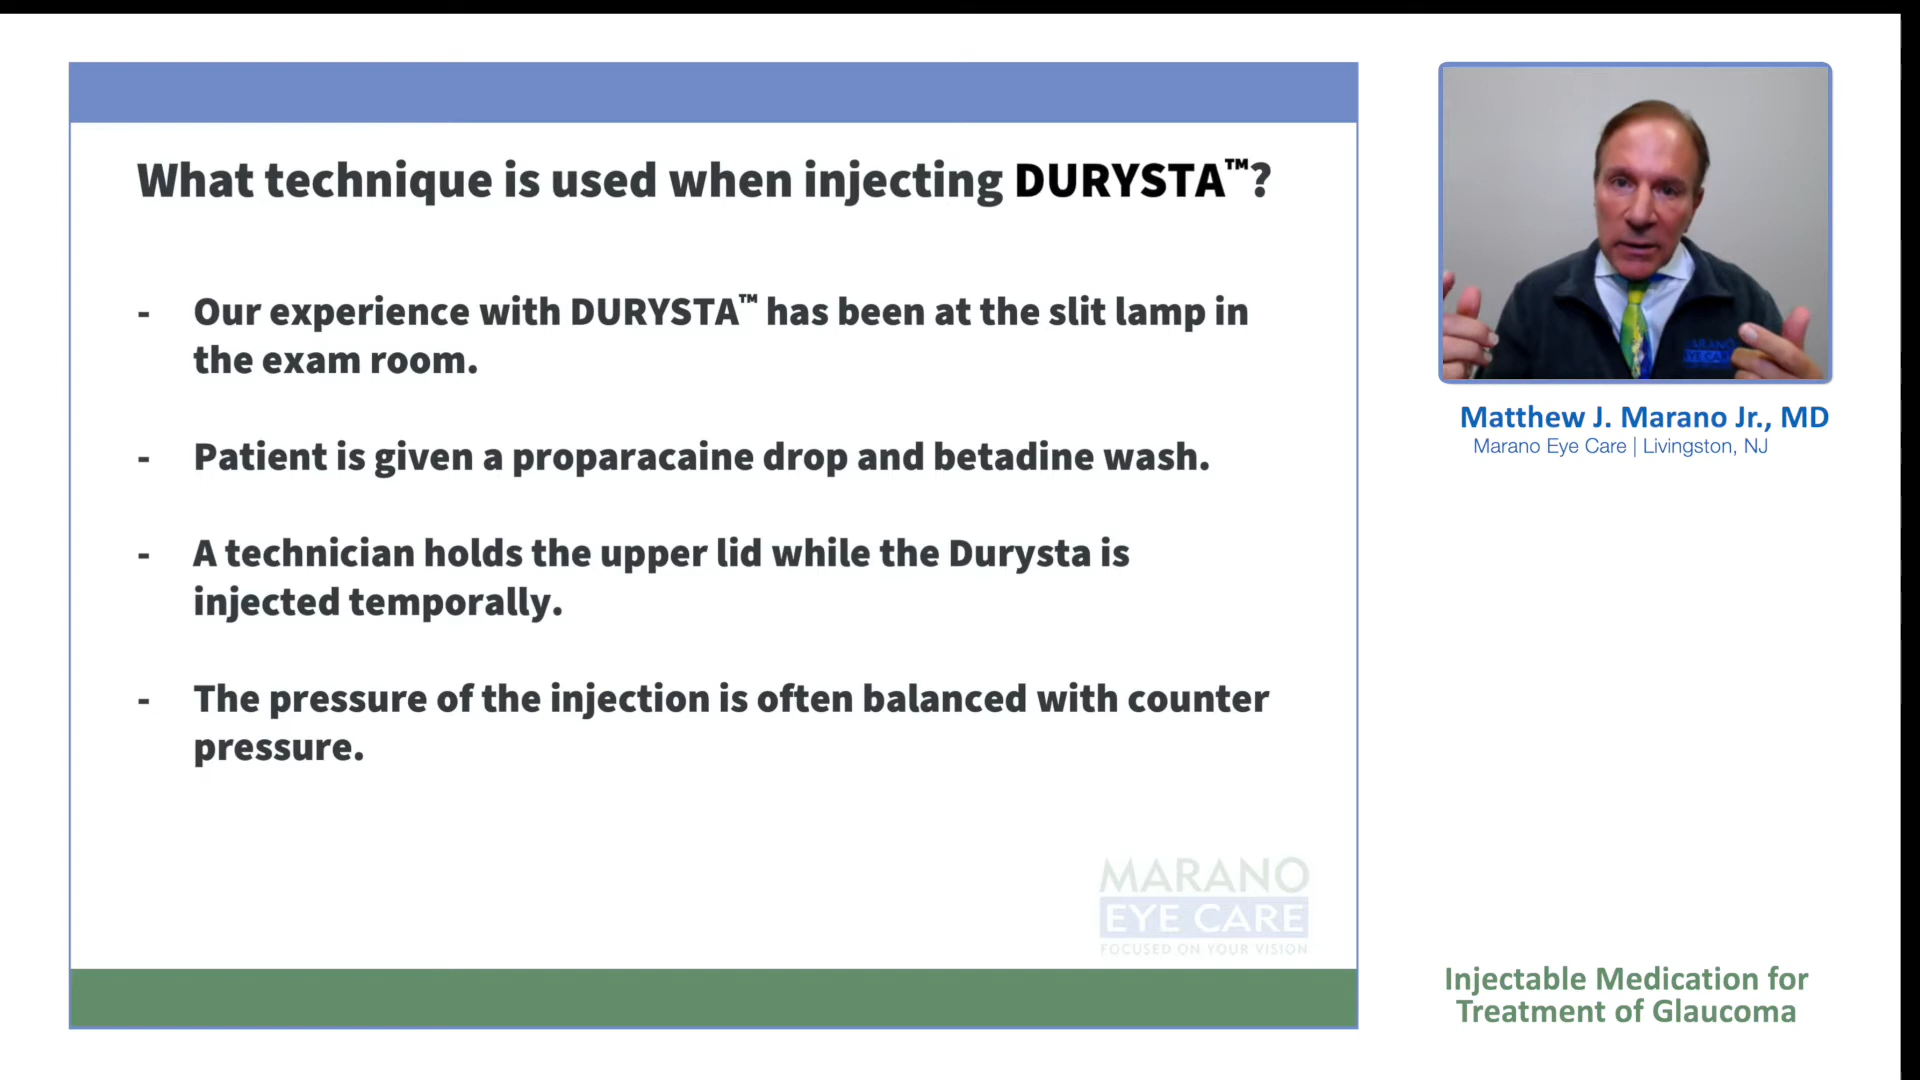 What technique is used when injecting DURYSTA™?
- Our experience with DURYSTA™ has been at the slit lamp in
the exam room.
- Patient is given a proparacaine drop and betadine wash.
- A technician holds the upper lid while the Durysta is
injected temporally.
- The pressure of the injection is often balanced with counter
pressure.
MARANO
EYE CARE
FOCUSED ON YOUR VISION
MARANO
EYE CARE
Matthew J. Marano Jr., MD
Marano Eye Care | Livingston, NJ
Injectable Medication for
Treatment of Glaucoma